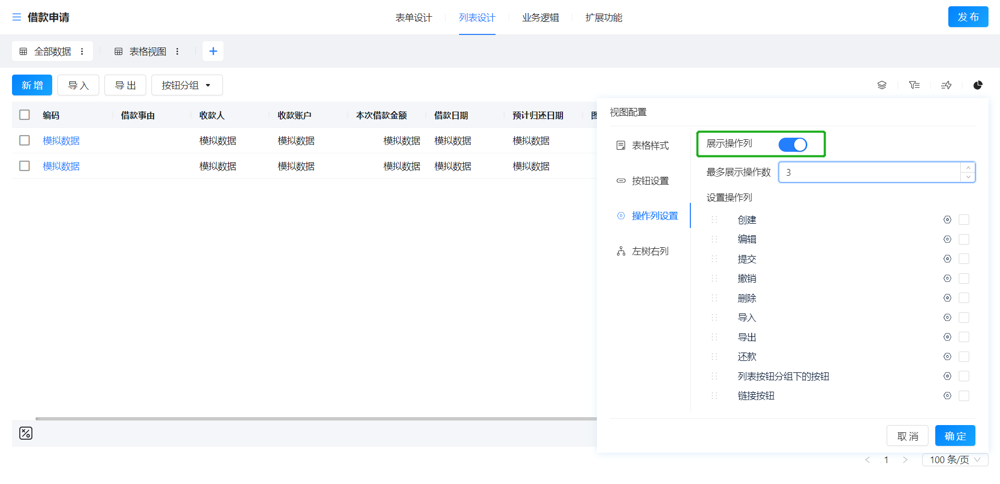 借款申请
表单设计
列表设计
业务逻辑
扩展功能
发布
全部数据
表格视图
新增
导入
导出
按钮分组
编码 借款事由 收款人 收款账户 本次借款金额 借款日期 预计归还日期
模拟数据 模拟数据 模拟数据 模拟数据 模拟数据 模拟数据
模拟数据 模拟数据 模拟数据 模拟数据 模拟数据 模拟数据
视图配置
表格样式
按钮设置
操作列设置
左树右列
展示操作列
最多展示操作数 3
设置操作列
创建
编辑
提交
撤销
删除
导入
导出
还款
列表按钮分组下的按钮
链接按钮
取消
确定
1
100 条/页